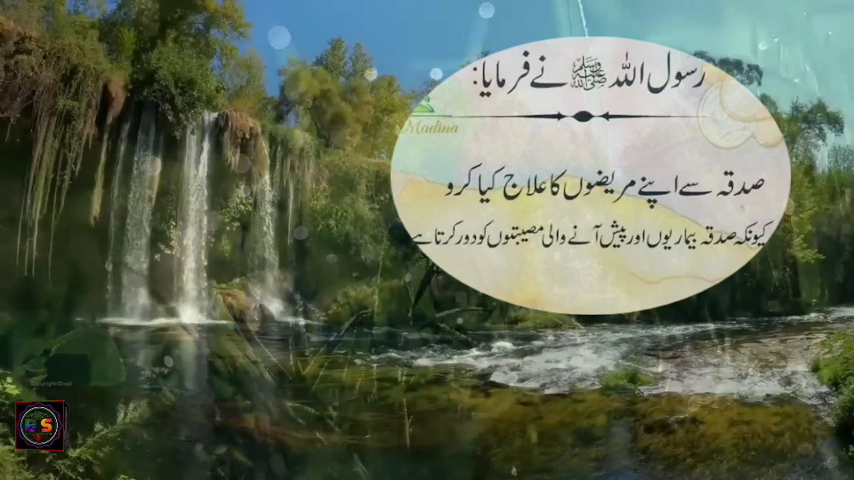 رسول اللہ ﷺ نے فرمایا:
Madina
صدقہ سے اپنے مریضوں کا علاج کیا کرو
کیونکہ صدقہ بیماریوں اور پیش آنے والی مصیبتوں کو دور کرتا ہے